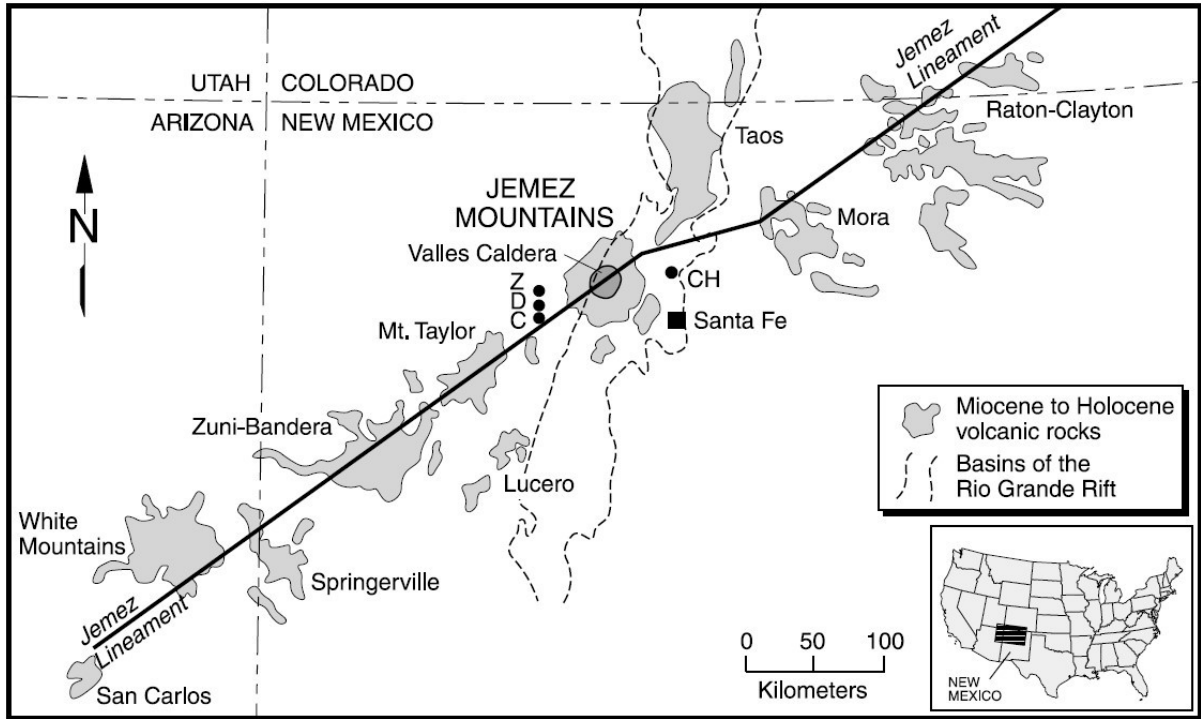 Jemez
Lineament
UTAH
COLORADO
ARIZONA
NEW MEXICO
Raton-Clayton
Taos
N
JEMEZ
MOUNTAINS
Mora
Valles Caldera
CH
Z
D
C
Santa Fe
Mt. Taylor
Zuni-Bandera
Lucero
White
Mountains
Springerville
Jemez
Lineament
San Carlos
Miocene to Holocene
volcanic rocks
Basins of the
Rio Grande Rift
0 50 100
Kilometers
NEW
MEXICO